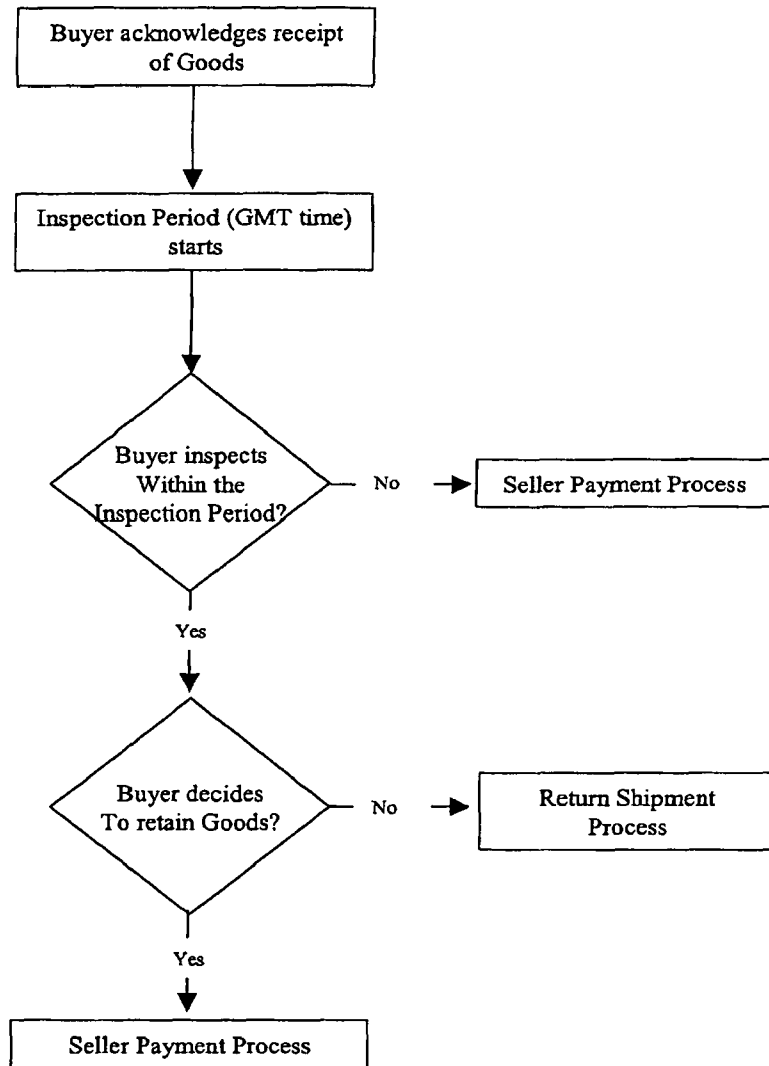 Buyer acknowledges receipt
of Goods
Inspection Period (GMT time)
starts
Buyer inspects
Within the
Inspection Period?
No
Seller Payment Process
Yes
Buyer decides
To retain Goods?
No
Return Shipment
Process
Yes
Seller Payment Process